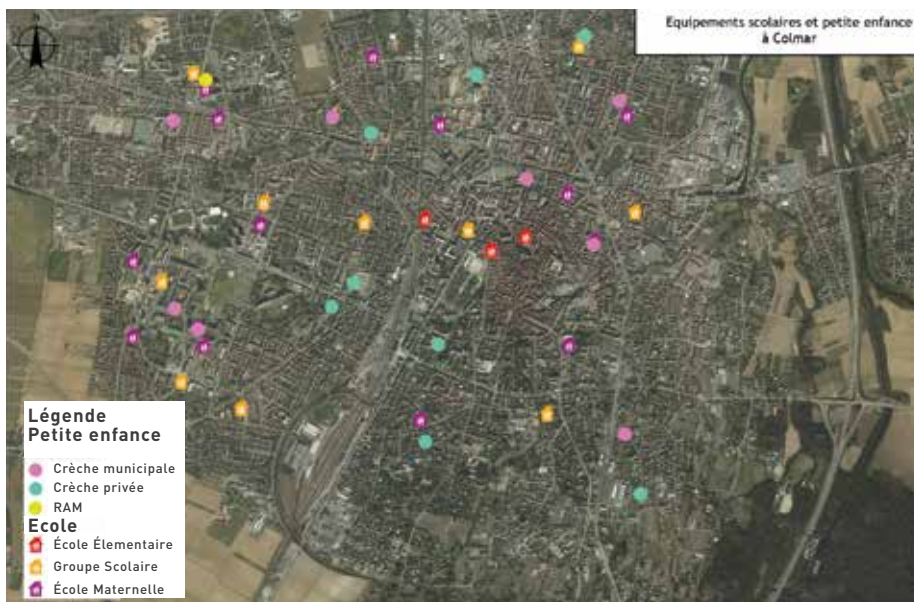 Equipements scolaires et petite enfance
à Colmar
N
Légende
Petite enfance
Crèche municipale
Crèche privée
RAM
Ecole
École Élementaire
Groupe Scolaire
École Maternelle